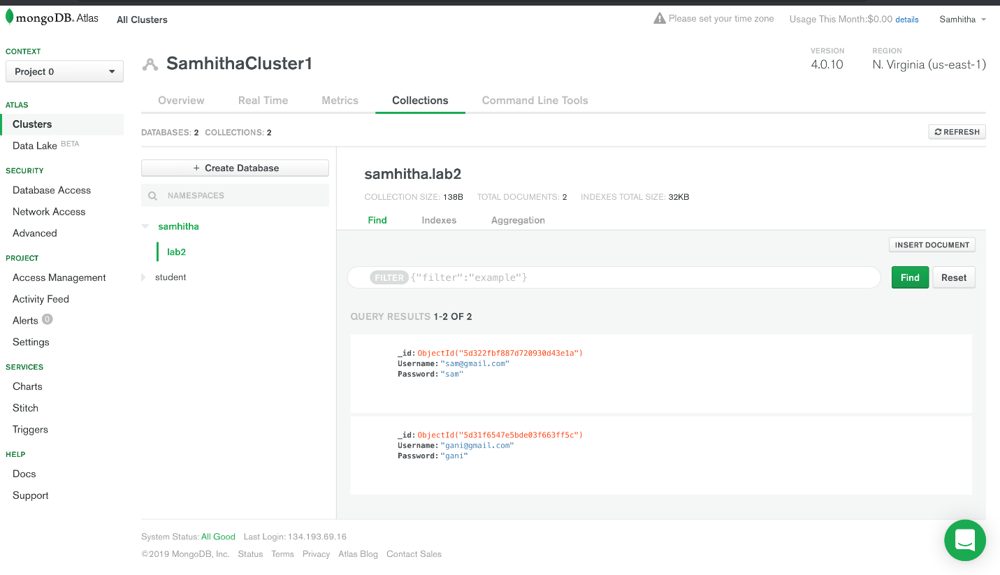 mongoDB. Atlas All Clusters Please set your time zone Usage This Month:$0.00 details Samhitha
CONTEXT
Project 0
ATLAS
Clusters
Data Lake BETA
SECURITY
Database Access
Network Access
Advanced
PROJECT
Access Management
Activity Feed
Alerts 0
Settings
SERVICES
Charts
Stitch
Triggers
HELP
Docs
Support
SamhithaCluster1
VERSION
4.0.10
REGION
N. Virginia (us-east-1)
Overview Real Time Metrics Collections Command Line Tools
DATABASES: 2 COLLECTIONS: 2
REFRESH
+ Create Database
NAMESPACES
samhitha
lab2
student
samhitha.lab2
COLLECTION SIZE: 138B TOTAL DOCUMENTS: 2 INDEXES TOTAL SIZE: 32KB
Find Indexes Aggregation
INSERT DOCUMENT
FILTER {"filter":"example"} Find Reset
QUERY RESULTS 1-2 OF 2
_id: ObjectId("5d322fbf887d720930d43e1a")
Username: "sam@gmail.com"
Password: "sam"
_id: ObjectId("5d31f6547e5bde03f663ff5c")
Username: "gani@gmail.com"
Password: "gani"
System Status: All Good Last Login: 134.193.69.16
©2019 MongoDB, Inc. Status Terms Privacy Atlas Blog Contact Sales